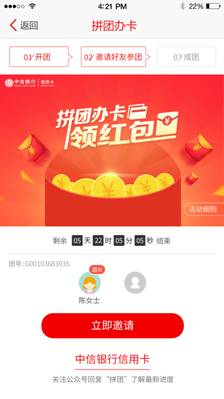 4:21 PM
22%
返回
拼团办卡
01/开团
02/邀请好友参团
03/成团
中信银行 信用卡
拼团办卡
领红包
活动细则
剩余 05 天 22 时 05 分 05 秒 结束
团号:G00103683935
团长
陈女士
立即邀请
中信银行信用卡
关注公众号回复“拼团”了解最新进度